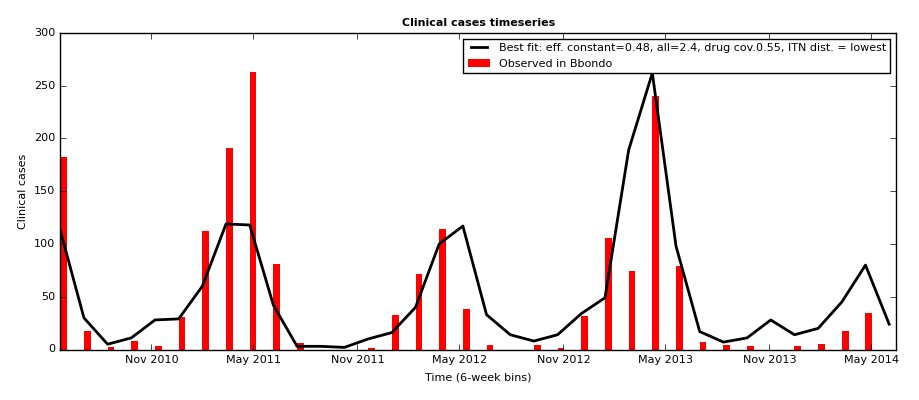 Clinical cases timeseries
300
250
200
150
100
50
0
Clinical cases
Best fit: eff. constant=0.48, all=2.4, drug cov.0.55, ITN dist. = lowest
Observed in Bbondo
Nov 2010 May 2011 Nov 2011 May 2012 Nov 2012 May 2013 Nov 2013 May 2014
Time (6-week bins)